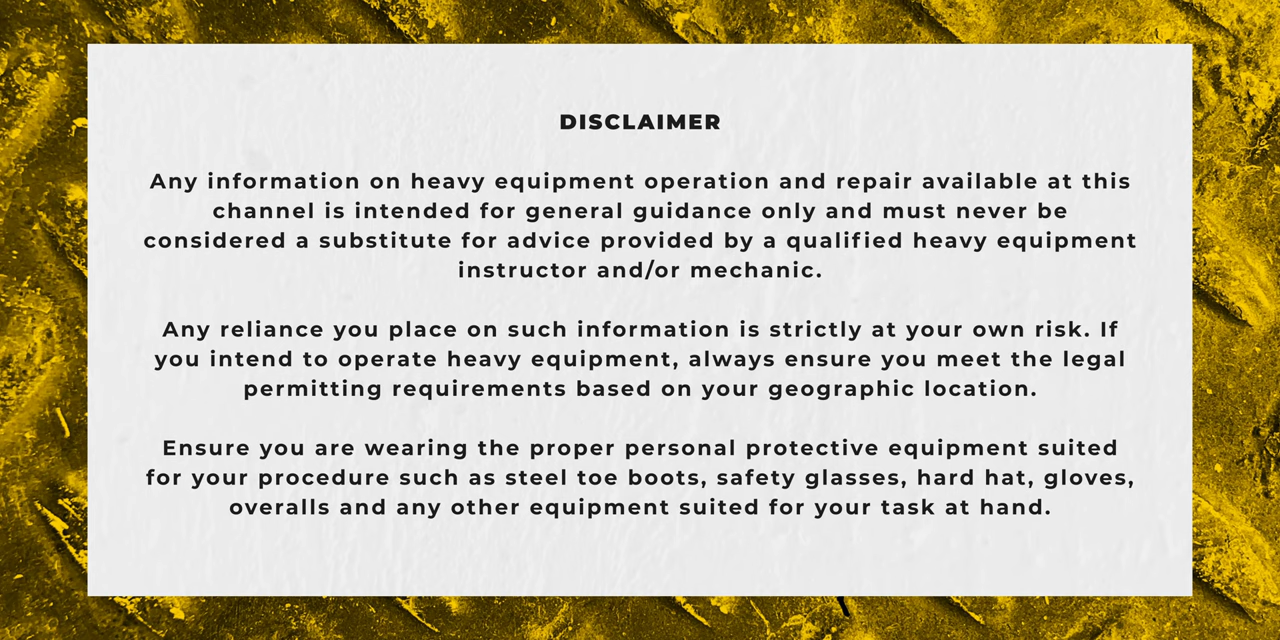 DISCLAIMER
Any information on heavy equipment operation and repair available at this
channel is intended for general guidance only and must never be
considered a substitute for advice provided by a qualified heavy equipment
instructor and/or mechanic.
Any reliance you place on such information is strictly at your own risk. If
you intend to operate heavy equipment, always ensure you meet the legal
permitting requirements based on your geographic location.
Ensure you are wearing the proper personal protective equipment suited
for your procedure such as steel toe boots, safety glasses, hard hat, gloves,
overalls and any other equipment suited for your task at hand.